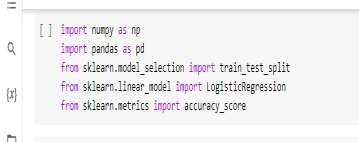 [ ] import numpy as np
import pandas as pd
from sklearn.model_selection import train_test_split
from sklearn.linear_model import LogisticRegression
from sklearn.metrics import accuracy_score
{x}